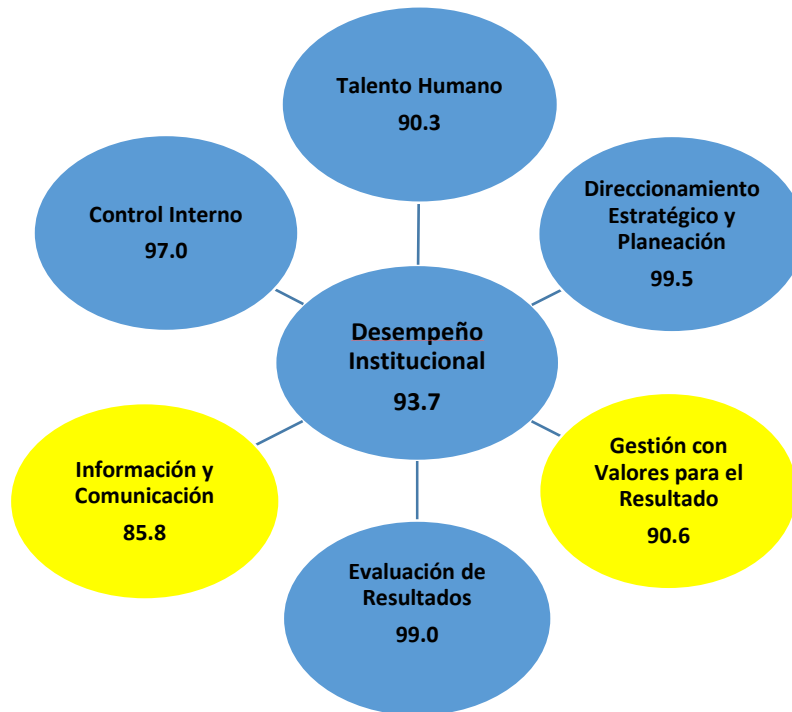 Talento Humano
90.3
Direccionamiento
Estratégico y
Planeación
99.5
Control Interno
97.0
Desempeño
Institucional
93.7
Gestión con
Valores para el
Resultado
90.6
Información y
Comunicación
85.8
Evaluación de
Resultados
99.0